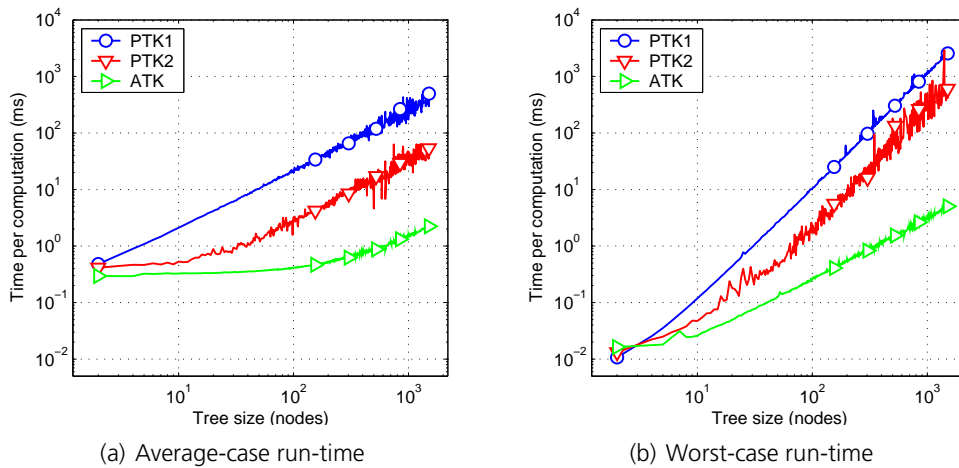 10^4
10^3
10^2
10^1
10^0
10^-1
10^-2
Time per computation (ms)
PTK1
PTK2
ATK
10^1
10^2
10^3
Tree size (nodes)
(a) Average-case run-time
10^4
10^3
10^2
10^1
10^0
10^-1
10^-2
Time per computation (ms)
PTK1
PTK2
ATK
10^1
10^2
10^3
Tree size (nodes)
(b) Worst-case run-time